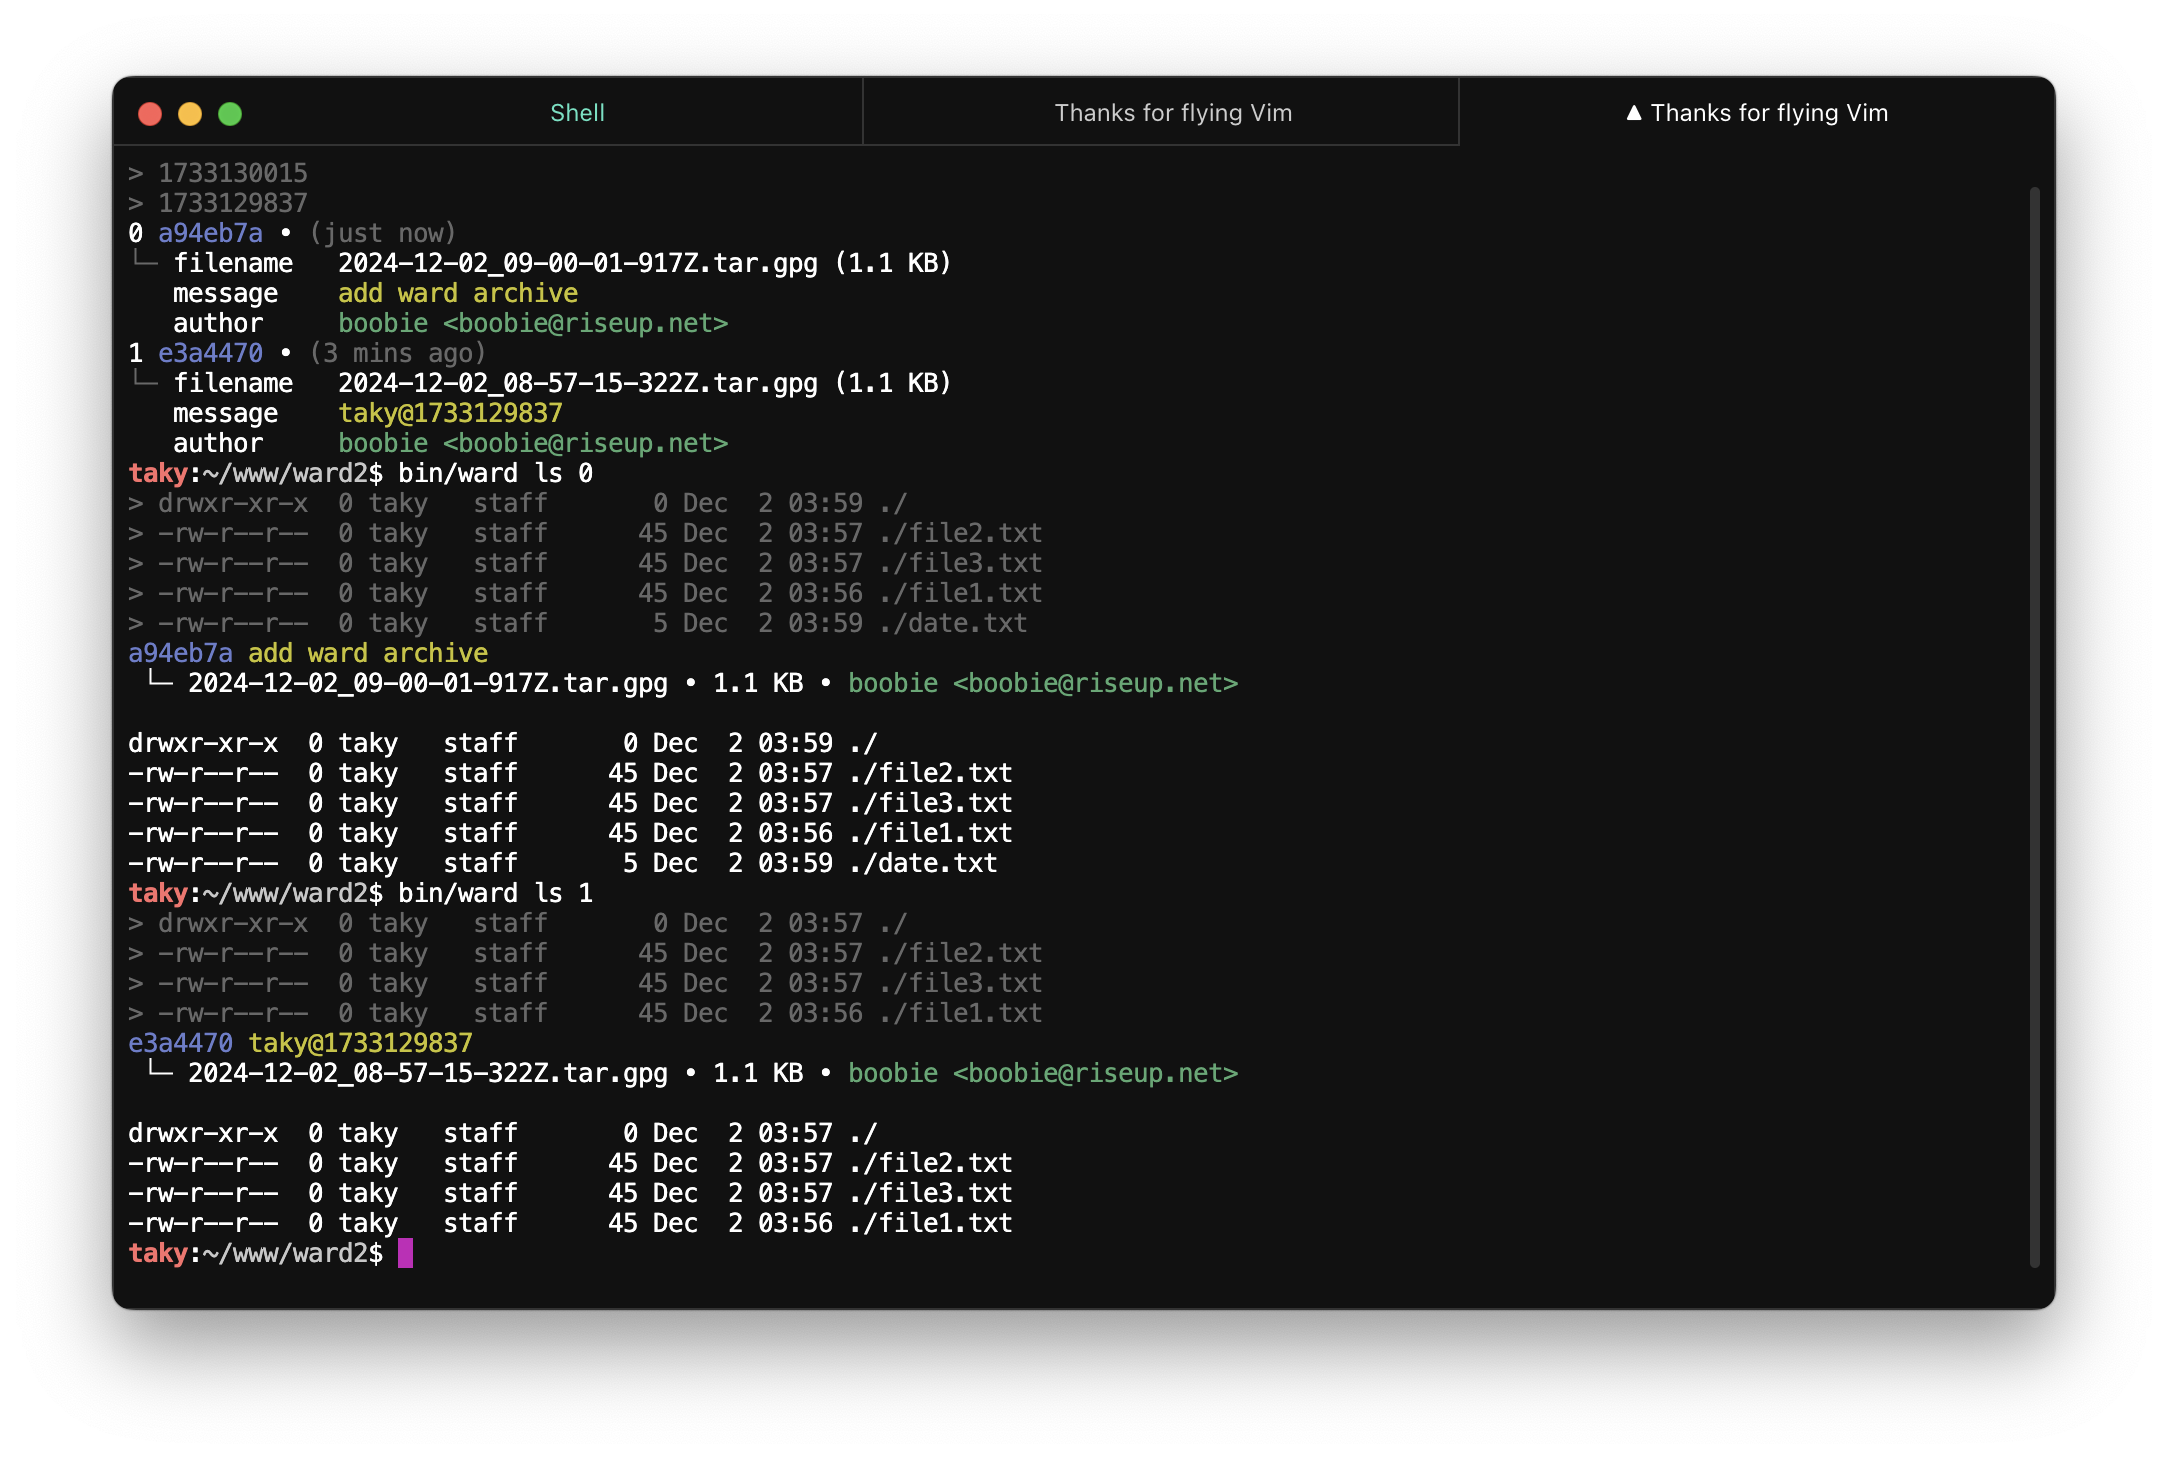 Shell
Thanks for flying Vim
▲ Thanks for flying Vim
> 1733130015
> 1733129837
0 a94eb7a • (just now)
└─ filename   2024-12-02_09-00-01-917Z.tar.gpg (1.1 KB)
   message    add ward archive
   author     boobie <boobie@riseup.net>
1 e3a4470 • (3 mins ago)
└─ filename   2024-12-02_08-57-15-322Z.tar.gpg (1.1 KB)
   message    taky@1733129837
   author     boobie <boobie@riseup.net>
taky:~/www/ward2$ bin/ward ls 0
> drwxr-xr-x  0 taky   staff       0 Dec  2 03:59 ./
> -rw-r--r--  0 taky   staff      45 Dec  2 03:57 ./file2.txt
> -rw-r--r--  0 taky   staff      45 Dec  2 03:57 ./file3.txt
> -rw-r--r--  0 taky   staff      45 Dec  2 03:56 ./file1.txt
> -rw-r--r--  0 taky   staff       5 Dec  2 03:59 ./date.txt
a94eb7a add ward archive
 └─ 2024-12-02_09-00-01-917Z.tar.gpg • 1.1 KB • boobie <boobie@riseup.net>
drwxr-xr-x  0 taky   staff       0 Dec  2 03:59 ./
-rw-r--r--  0 taky   staff      45 Dec  2 03:57 ./file2.txt
-rw-r--r--  0 taky   staff      45 Dec  2 03:57 ./file3.txt
-rw-r--r--  0 taky   staff      45 Dec  2 03:56 ./file1.txt
-rw-r--r--  0 taky   staff       5 Dec  2 03:59 ./date.txt
taky:~/www/ward2$ bin/ward ls 1
> drwxr-xr-x  0 taky   staff       0 Dec  2 03:57 ./
> -rw-r--r--  0 taky   staff      45 Dec  2 03:57 ./file2.txt
> -rw-r--r--  0 taky   staff      45 Dec  2 03:57 ./file3.txt
> -rw-r--r--  0 taky   staff      45 Dec  2 03:56 ./file1.txt
e3a4470 taky@1733129837
 └─ 2024-12-02_08-57-15-322Z.tar.gpg • 1.1 KB • boobie <boobie@riseup.net>
drwxr-xr-x  0 taky   staff       0 Dec  2 03:57 ./
-rw-r--r--  0 taky   staff      45 Dec  2 03:57 ./file2.txt
-rw-r--r--  0 taky   staff      45 Dec  2 03:57 ./file3.txt
-rw-r--r--  0 taky   staff      45 Dec  2 03:56 ./file1.txt
taky:~/www/ward2$